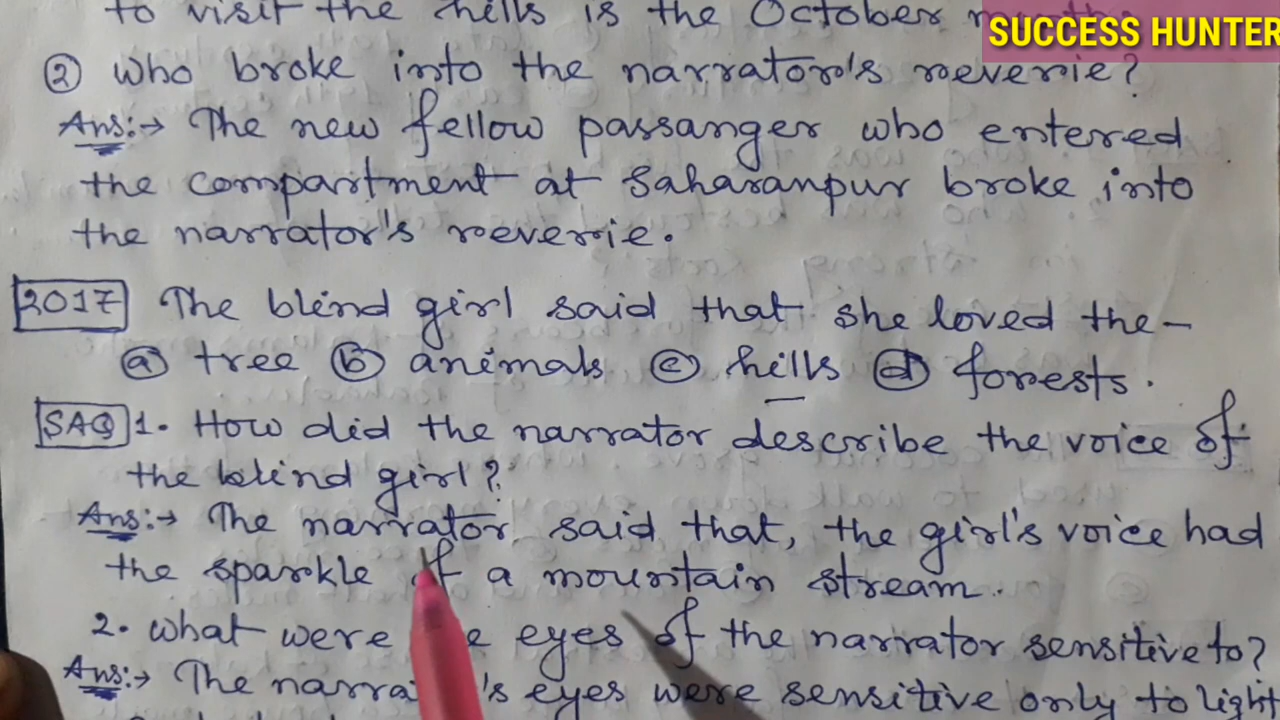 to visit the hills is the October
SUCCESS HUNTER
② Who broke into the narrator's reverie?
Ans:→ The new fellow passanger who entered
the compartment at Saharanpur broke into
the narrator's reverie.
2017 The blind girl said that she loved the—
ⓐ tree ⓑ animals ⓒ hills ⓓ forests.
SAQ 1. How did the narrator describe the voice of
the blind girl?
Ans:→ The narrator said that, the girl's voice had
the sparkle of a mountain stream.
2. What were eyes of the narrator sensitive to?
Ans:→ The eyes were sensitive only to light